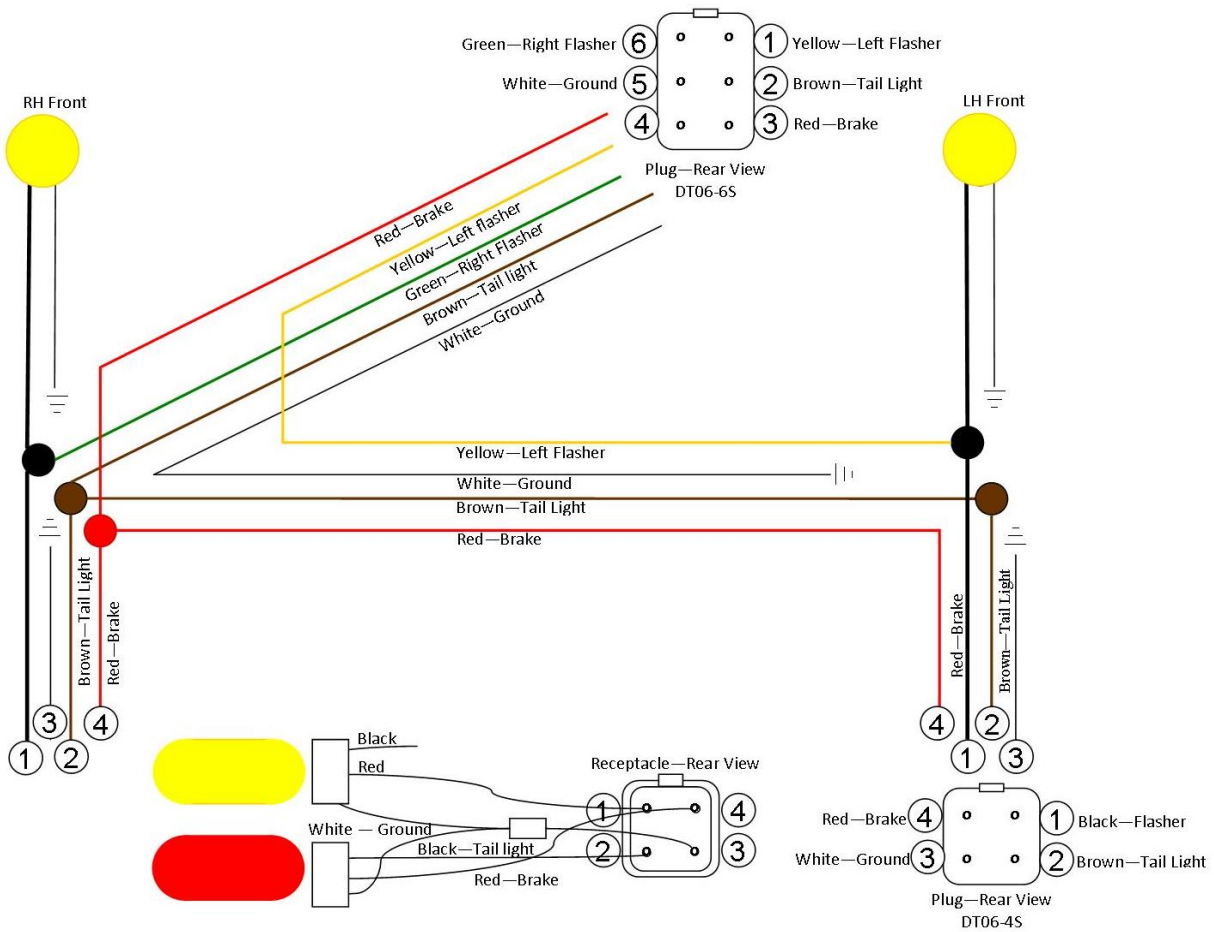 Green—Right Flasher 6
1 Yellow—Left Flasher
White—Ground 5
2 Brown—Tail Light
4
3 Red—Brake
Plug—Rear View
DT06-6S
RH Front
LH Front
Red—Brake
Yellow—Left flasher
Green—Right Flasher
Brown—Tail light
White—Ground
Yellow—Left Flasher
White—Ground
Brown—Tail Light
Red—Brake
Brown—Tail Light
Red—Brake
Red—Brake
Brown—Tail Light
3
4
1
2
4
2
1
3
Black
Red
White — Ground
Black—Tail light
Red—Brake
Receptacle—Rear View
1
4
2
3
Red—Brake 4
1 Black—Flasher
White—Ground 3
2 Brown—Tail Light
Plug—Rear View
DT06-4S